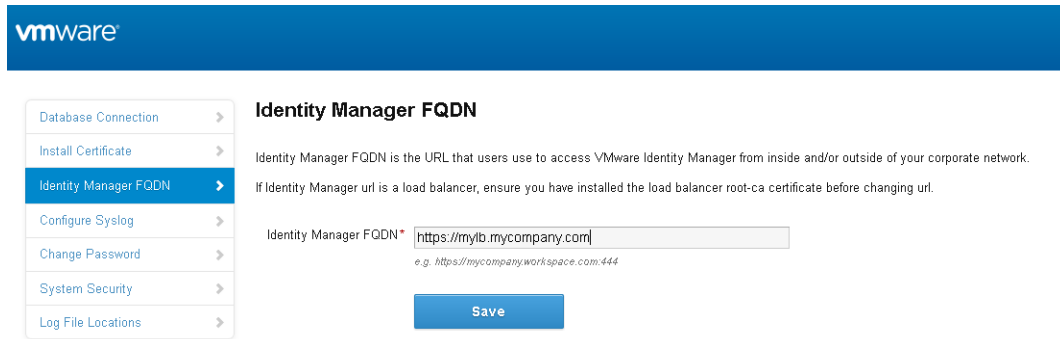 vmware®
Database Connection
Install Certificate
Identity Manager FQDN
Configure Syslog
Change Password
System Security
Log File Locations
Identity Manager FQDN
Identity Manager FQDN is the URL that users use to access VMware Identity Manager from inside and/or outside of your corporate network.
If Identity Manager url is a load balancer, ensure you have installed the load balancer root-ca certificate before changing url.
Identity Manager FQDN* https://mylb.mycompany.com
e.g. https://mycompany.workspace.com:444
Save